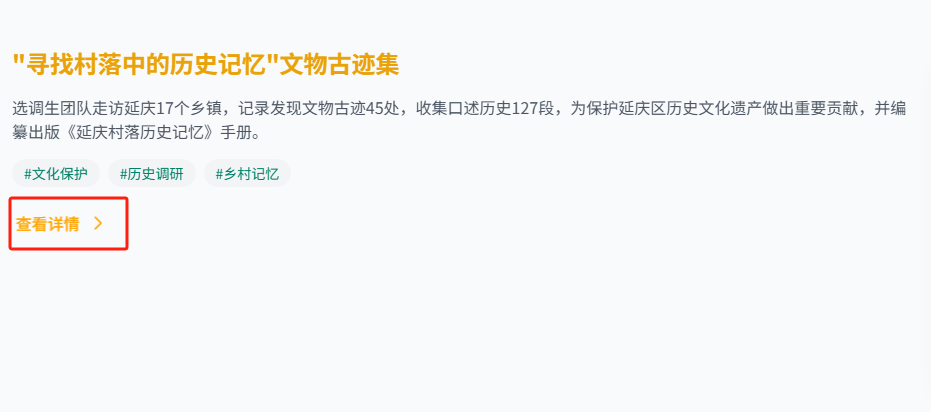 "寻找村落中的历史记忆"文物古迹集
选调生团队走访延庆17个乡镇，记录发现文物古迹45处，收集口述历史127段，为保护延庆区历史文化遗产做出重要贡献，并编
纂出版《延庆村落历史记忆》手册。
#文化保护 #历史调研 #乡村记忆
查看详情